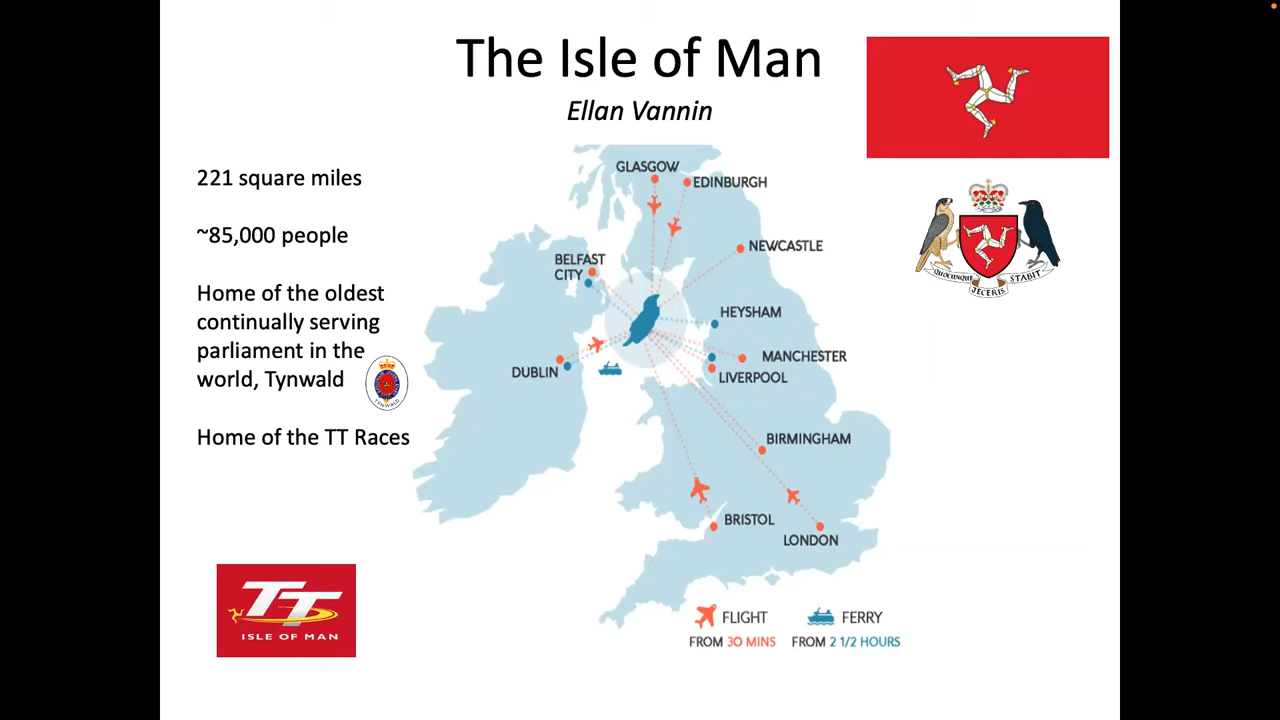 The Isle of Man
Ellan Vannin
221 square miles
~85,000 people
Home of the oldest
continually serving
parliament in the
world, Tynwald
TYNWALD
Home of the TT Races
GLASGOW
EDINBURGH
NEWCASTLE
BELFAST
CITY
HEYSHAM
MANCHESTER
DUBLIN
LIVERPOOL
BIRMINGHAM
BRISTOL
LONDON
FLIGHT
FROM 30 MINS
FERRY
FROM 2 1/2 HOURS
QUOCUNQUE
JECERIS
STABIT
TT
ISLE OF MAN